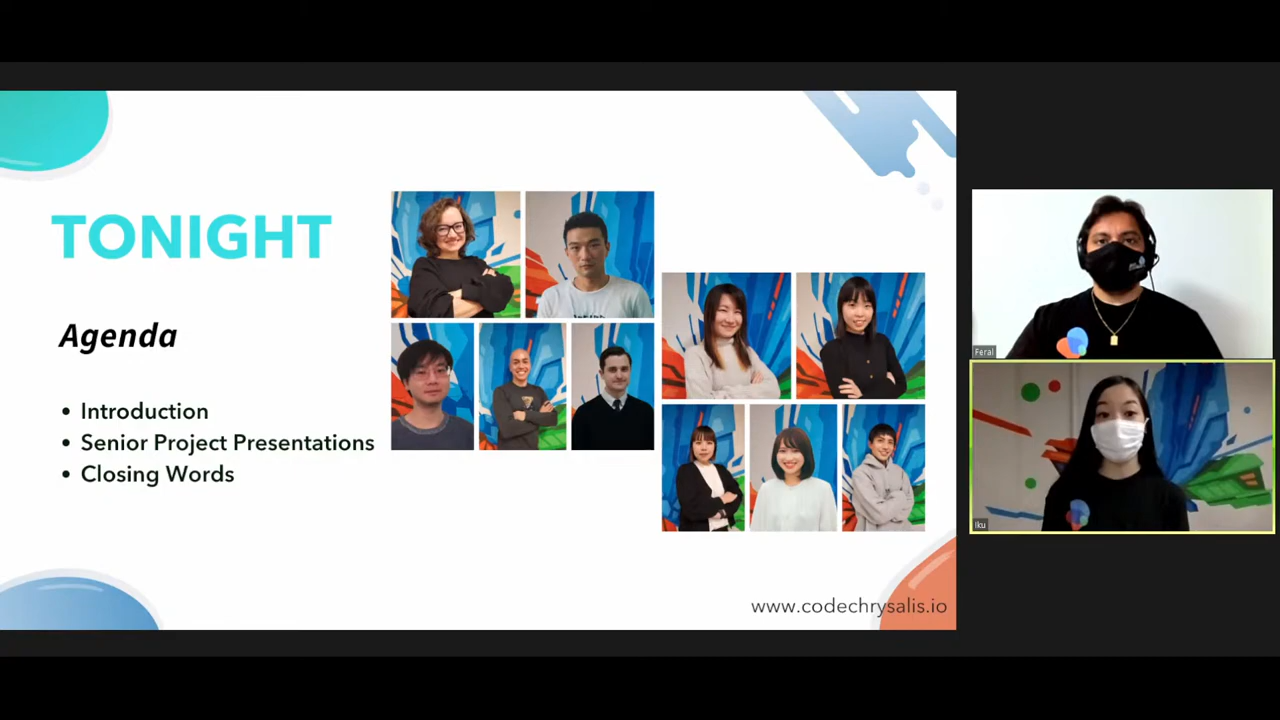 TONIGHT
Agenda
• Introduction
• Senior Project Presentations
• Closing Words
www.codechrysalis.io
Feral
Iku